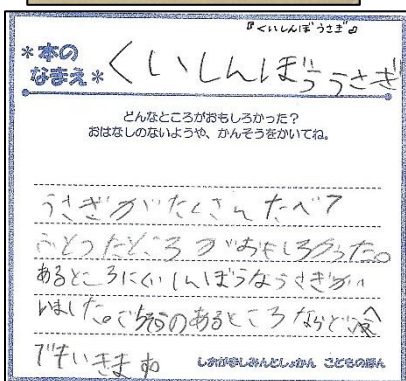 『くいしんぼうさぎ』
*本の
なまえ*
くいしんぼううさぎ
どんなところがおもしろかった?
おはなしのないようや、かんそうをかいてね。
うさぎがたくさんたべて
ふとったところがおもしろかった。
あるところにくいしんぼうなうさぎが
いました。ごちそうのあるところならどこへ
でもいきます。
しおがましみんとしょかん こどものほん